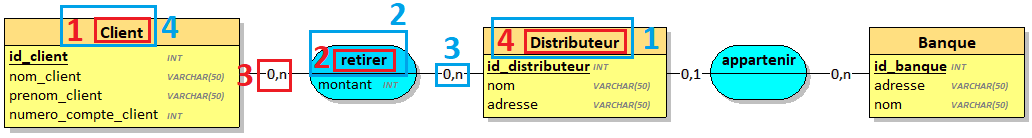 2
1 Client 4
id_client INT
nom_client VARCHAR(50)
prenom_client VARCHAR(50)
numero_compte_client INT
3 0,n
2 retirer
montant INT
3
0,n
4 Distributeur 1
id_distributeur INT
nom VARCHAR(50)
adresse VARCHAR(50)
0,1
appartenir
0,n
Banque
id_banque INT
adresse VARCHAR(50)
nom VARCHAR(50)